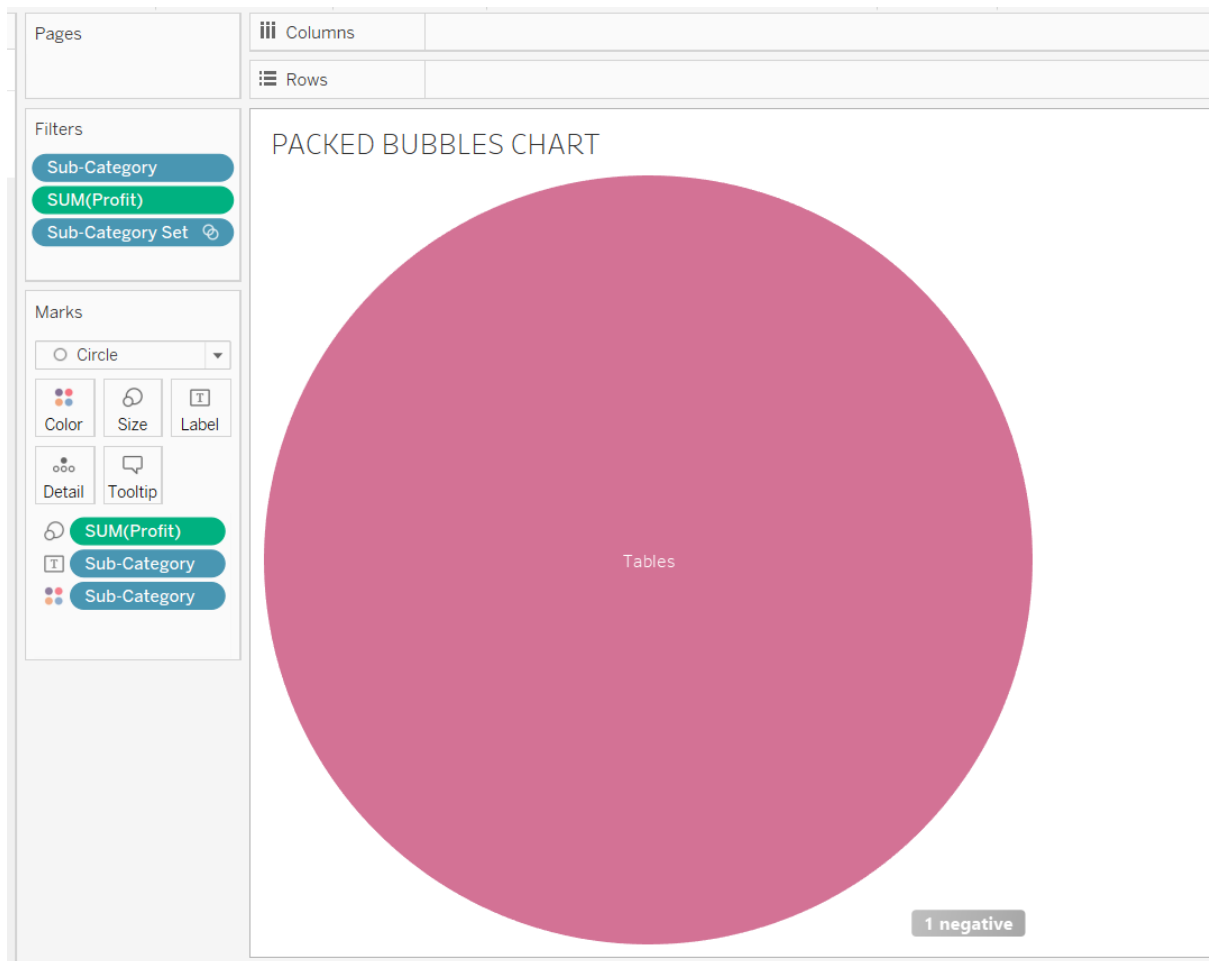 Pages
Columns
Rows
Filters
Sub-Category
SUM(Profit)
Sub-Category Set
Marks
Circle
Color Size T Label
Detail Tooltip
SUM(Profit)
T Sub-Category
Sub-Category
PACKED BUBBLES CHART
Tables
1 negative